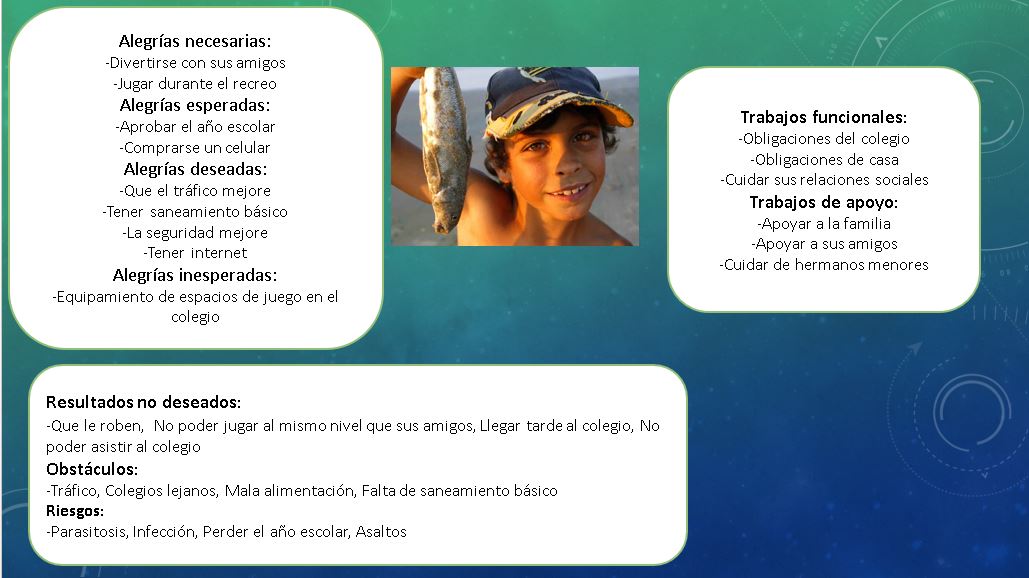 Alegrías necesarias:
-Divertirse con sus amigos
-Jugar durante el recreo
Alegrías esperadas:
-Aprobar el año escolar
-Comprarse un celular
Alegrías deseadas:
-Que el tráfico mejore
-Tener saneamiento básico
-La seguridad mejore
-Tener internet
Alegrías inesperadas:
-Equipamiento de espacios de juego en el
colegio
Trabajos funcionales:
-Obligaciones del colegio
-Obligaciones de casa
-Cuidar sus relaciones sociales
Trabajos de apoyo:
-Apoyar a la familia
-Apoyar a sus amigos
-Cuidar de hermanos menores
Resultados no deseados:
-Que le roben, No poder jugar al mismo nivel que sus amigos, Llegar tarde al colegio, No
poder asistir al colegio
Obstáculos:
-Tráfico, Colegios lejanos, Mala alimentación, Falta de saneamiento básico
Riesgos:
-Parasitosis, Infección, Perder el año escolar, Asaltos